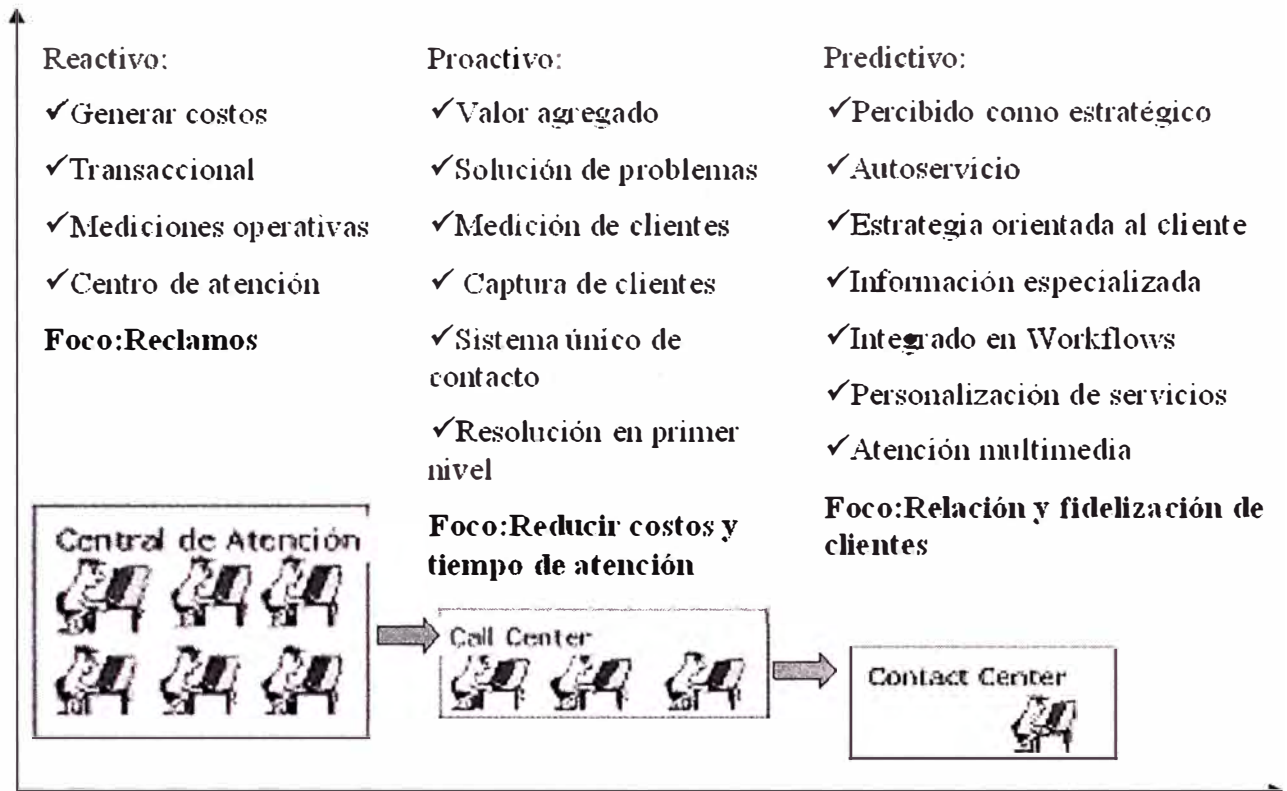 Reactivo:
✓Generar costos
✓Transaccional
✓Mediciones operativas
✓Centro de atención
Foco:Reclamos
Central de Atención
Proactivo:
✓Valor agregado
✓Solución de problemas
✓Medición de clientes
✓ Captura de clientes
✓Sistema único de
contacto
✓Resolución en primer
nivel
Foco:Reducir costos y
tiempo de atención
Call Center
Predictivo:
✓Percibido como estratégico
✓Autoservicio
✓Estrategia orientada al cliente
✓Información especializada
✓Integrado en Workflows
✓Personalización de servicios
✓Atención multimedia
Foco:Relación y fidelización de
clientes
Contact Center